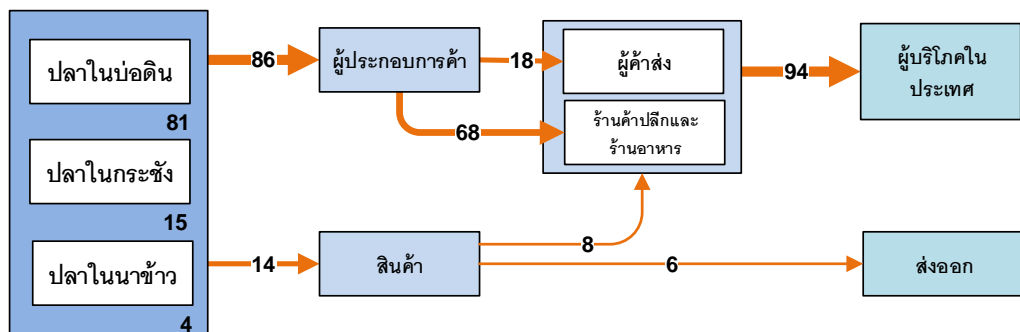 ปลาในบ่อดิน
81
ปลาในกระชัง
15
ปลาในนาข้าว
4
86
ผู้ประกอบการค้า
18
68
ผู้ค้าส่ง
ร้านค้าปลีกและ
ร้านอาหาร
94
ผู้บริโภคใน
ประเทศ
14
สินค้า
8
6
ส่งออก